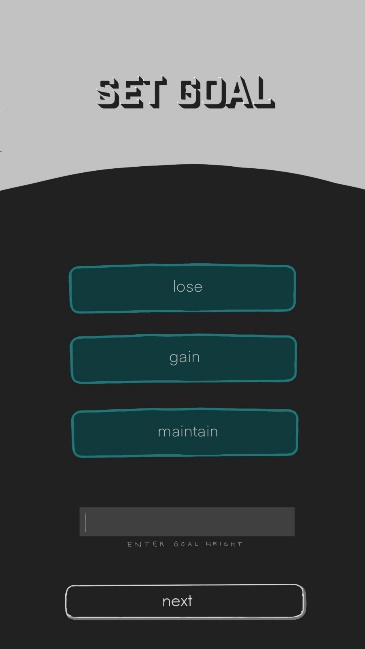 SET GOAL
lose
gain
maintain
ENTER GOAL WEIGHT
next